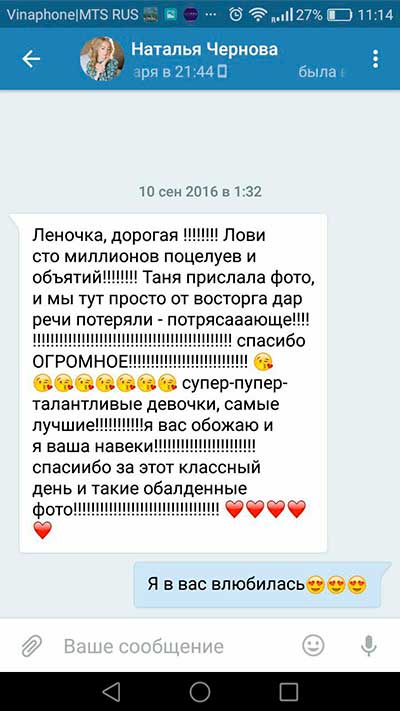 Vinaphone|MTS RUS ... 27% 11:14
Наталья Чернова
аря в 21:44 была в
10 сен 2016 в 1:32
Леночка, дорогая !!!!!!!! Лови
сто миллионов поцелуев и
объятий!!!!!!!! Таня прислала фото,
и мы тут просто от восторга дар
речи потеряли - потрясааающе!!!!
!!!!!!!!!!!!!!!!!!!!!!!!!!!!!!!!!!!!!!!!!!!!! спасибо
ОГРОМНОЕ!!!!!!!!!!!!!!!!!!!!!!!!!!! 😘
😘😘😘😘😘😘😘 супер-пупер-
талантливые девочки, самые
лучшие!!!!!!!!!!!я вас обожаю и
я ваша навеки!!!!!!!!!!!!!!!!!!!!!!!
спасиибо за этот классный
день и такие обалденные
фото!!!!!!!!!!!!!!!!!!!!!!!!!!!!!!!!! ❤❤❤❤
❤
Я в вас влюбилась😍😍😍
Ваше сообщение